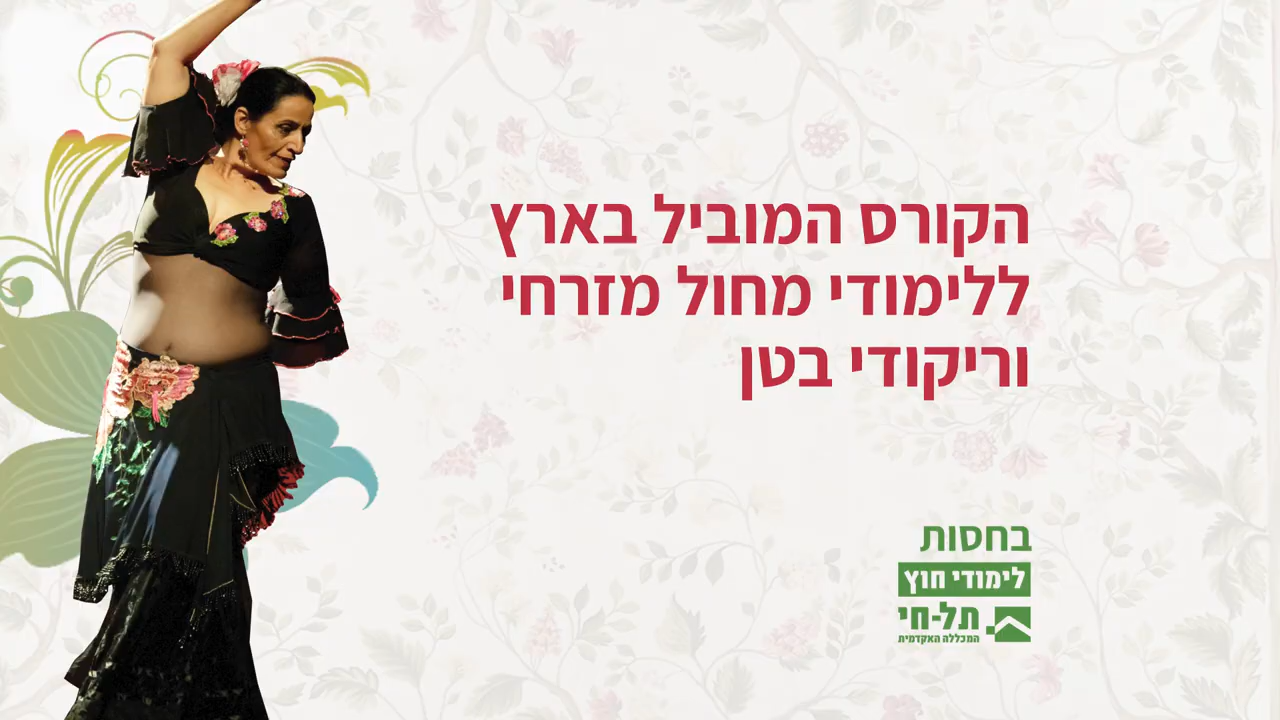 הקורס המוביל בארץ
ללימודי מחול מזרחי
וריקודי בטן
בחסות
לימודי חוץ
תל-חי
המכללה האקדמית